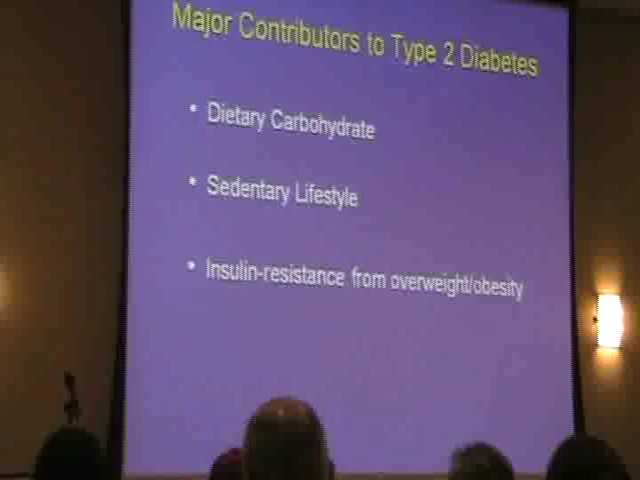 Major Contributors to Type 2 Diabetes
• Dietary Carbohydrate
• Sedentary Lifestyle
• Insulin-resistance from overweight/obesity